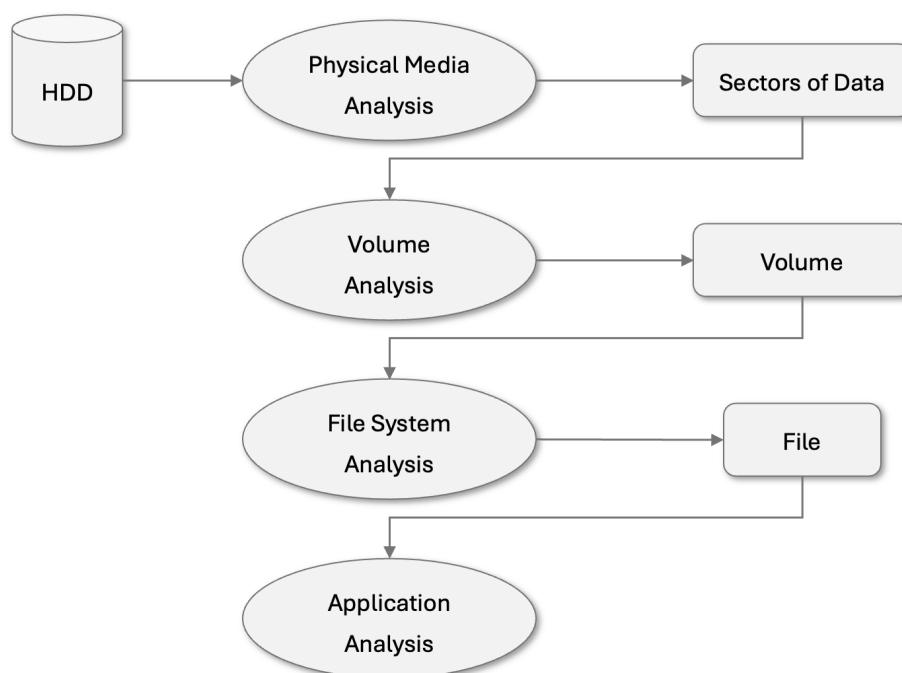 HDD
Physical Media
Analysis
Sectors of Data
Volume
Analysis
Volume
File System
Analysis
File
Application
Analysis